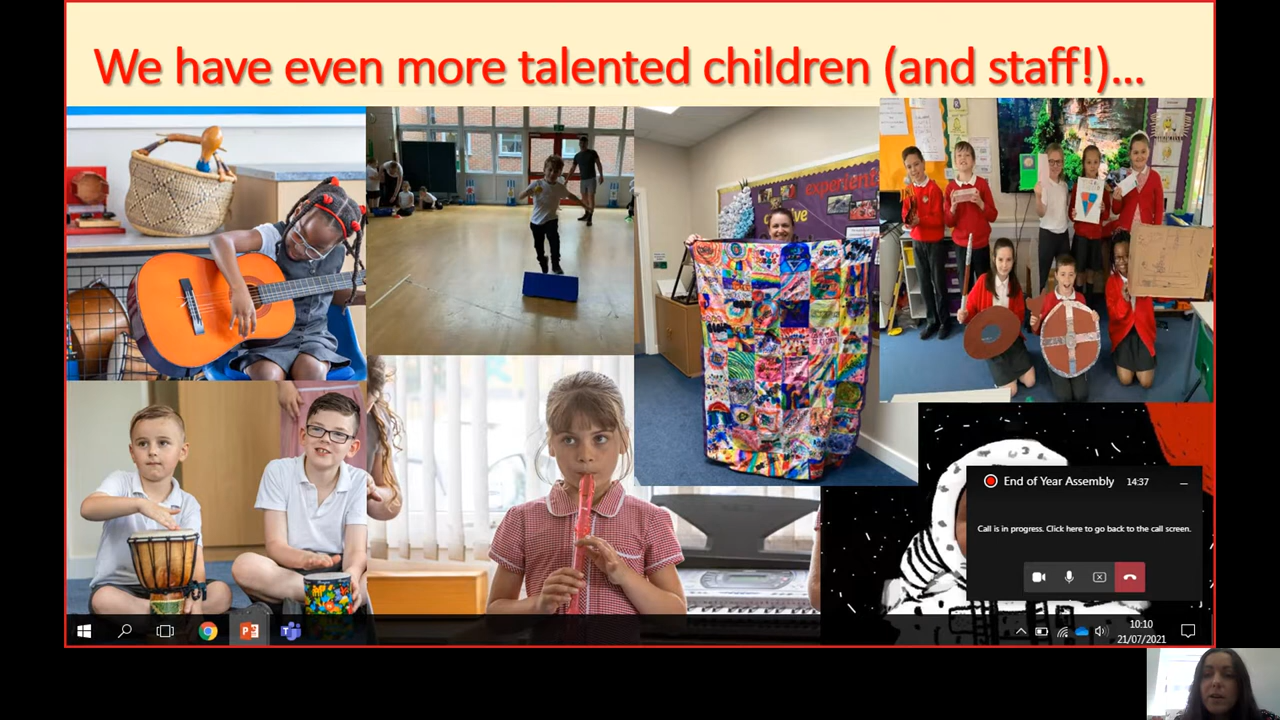 We have even more talented children (and staff!)...
experient
End of Year Assembly 14:37
Call is in progress. Click here to go back to the call screen.
10:10
21/07/2021